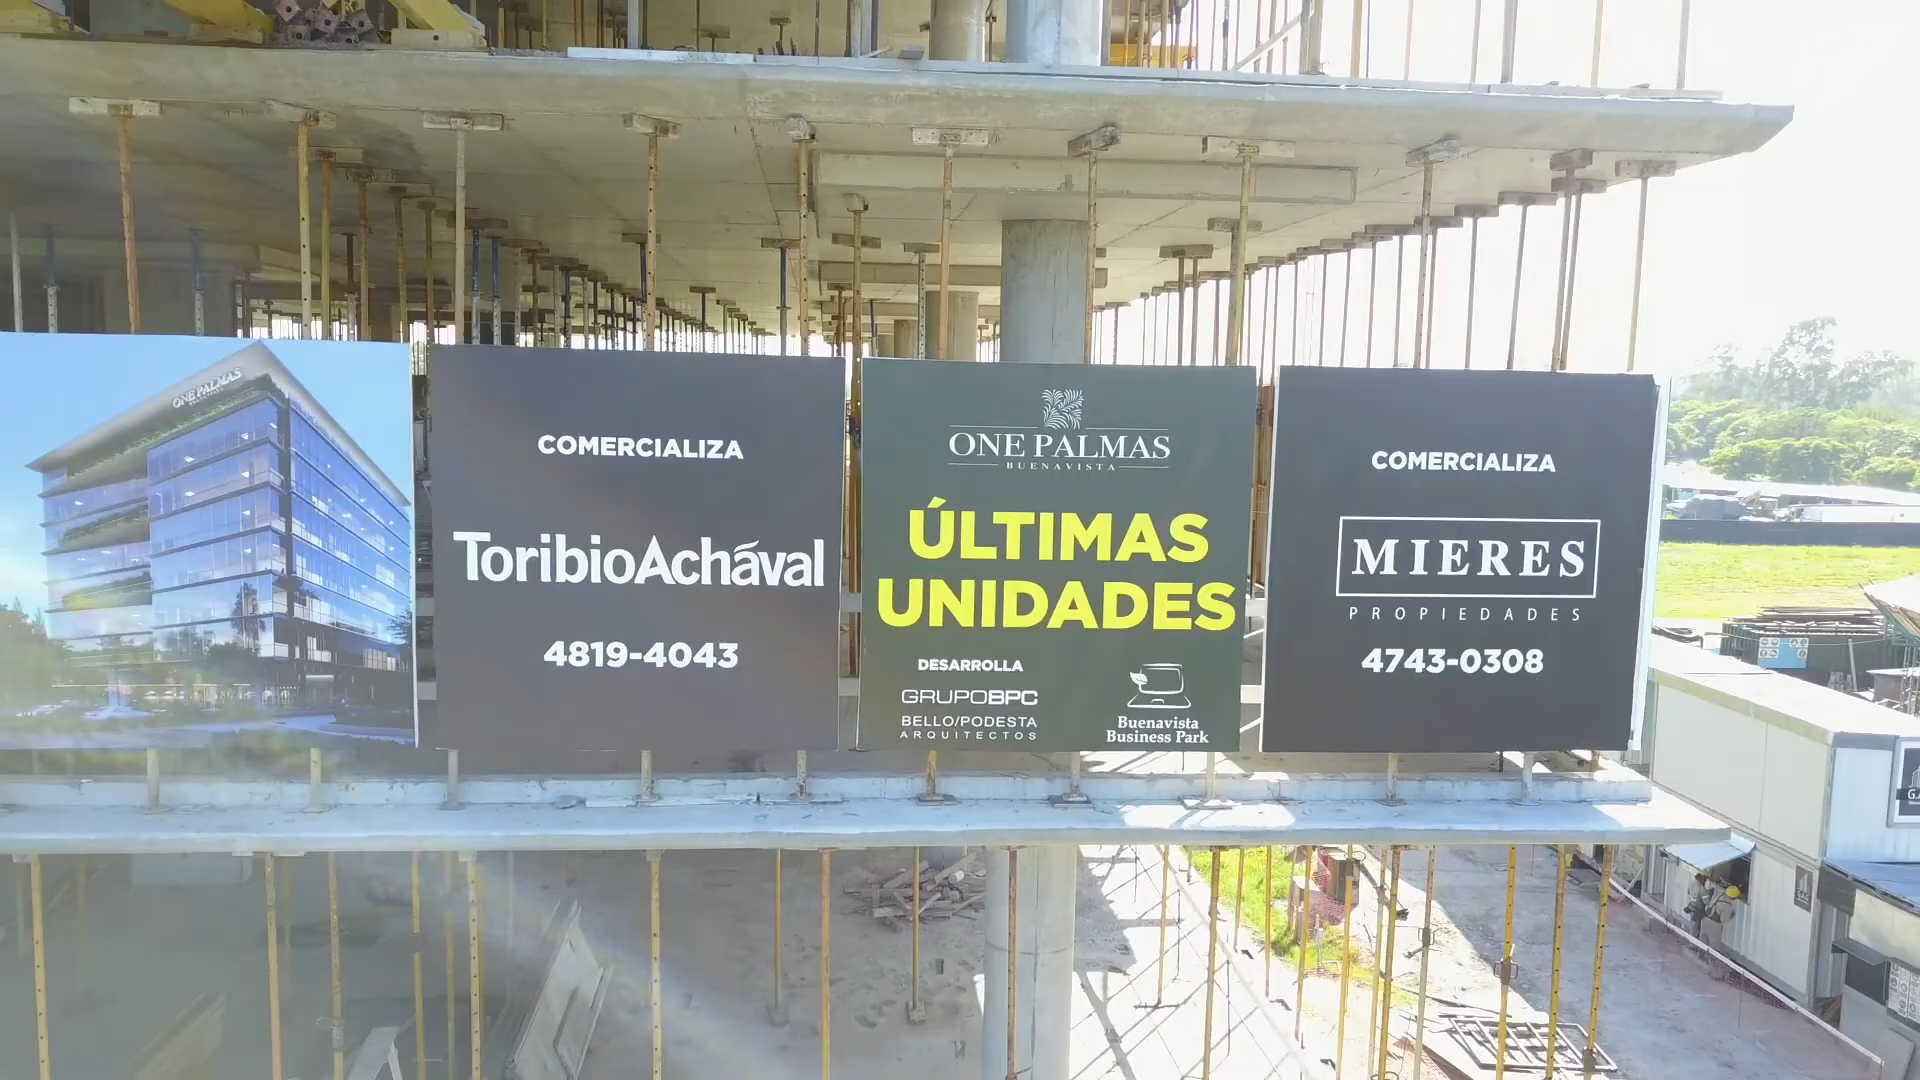 ONE PALMAS
COMERCIALIZA
ToribioAchával
4819-4043
ONE PALMAS
BUENAVISTA
ÚLTIMAS
UNIDADES
DESARROLLA
GRUPOBPC
BELLO/PODESTA
ARQUITECTOS
Buenavista
Business Park
COMERCIALIZA
MIERES
PROPIEDADES
4743-0308